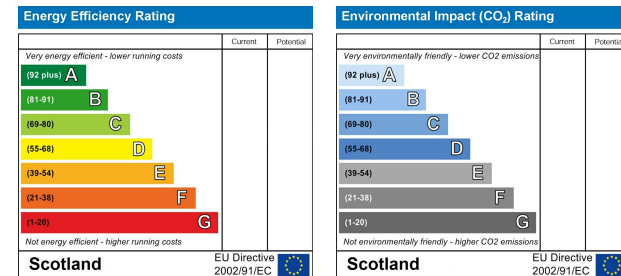 Energy Efficiency Rating
Current Potential
Very energy efficient - lower running costs
(92 plus) A
(81-91) B
(69-80) C
(55-68) D
(39-54) E
(21-38) F
(1-20) G
Not energy efficient - higher running costs
Scotland
EU Directive
2002/91/EC
Environmental Impact (CO₂) Rating
Current Potentia
Very environmentally friendly - lower CO2 emissions
(92 plus) A
(81-91) B
(69-80) C
(55-68) D
(39-54) E
(21-38) F
(1-20) G
Not environmentally friendly - higher CO2 emissions
Scotland
EU Directive
2002/91/EC